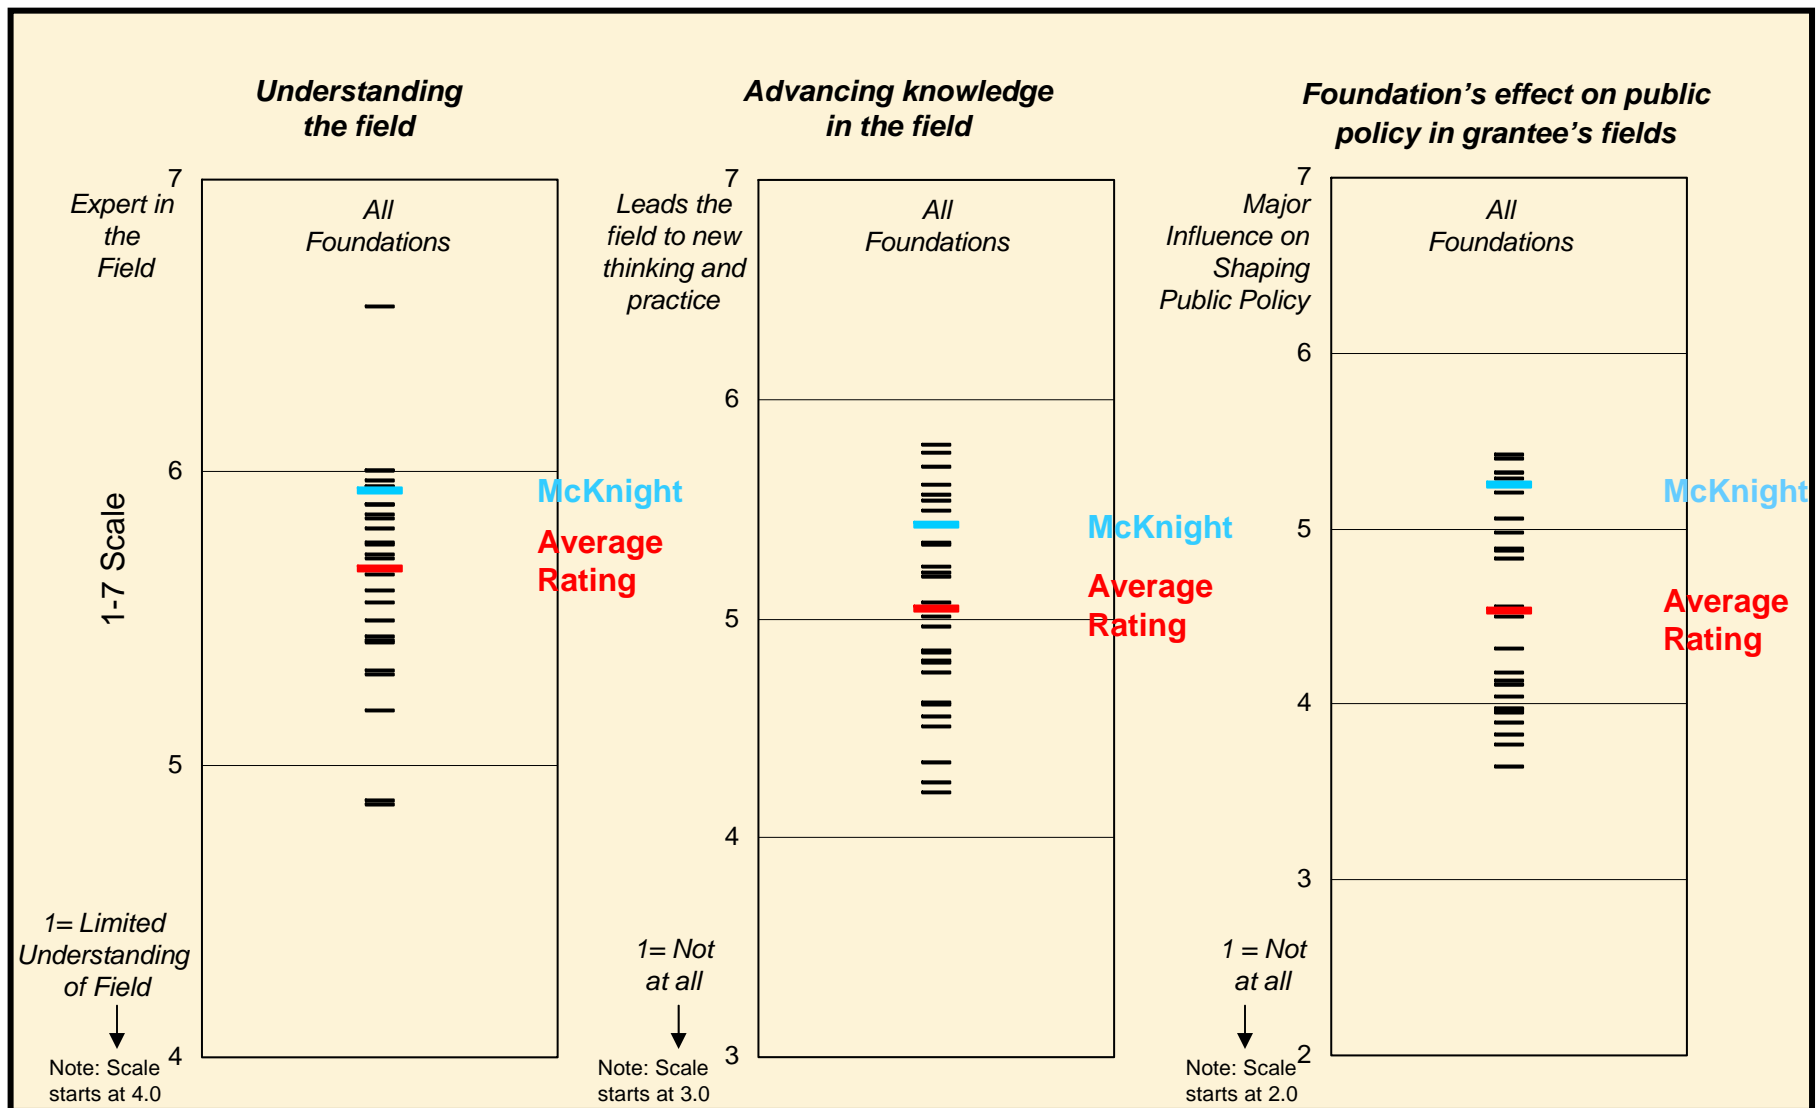 Understanding
the field
7
Expert in
the
Field
All
Foundations
6
McKnight
Average
Rating
1-7 Scale
5
1= Limited
Understanding
of Field
4
Note: Scale
starts at 4.0
Advancing knowledge
in the field
7
Leads the
field to new
thinking and
practice
All
Foundations
6
McKnight
Average
Rating
5
4
1= Not
at all
3
Note: Scale
starts at 3.0
Foundation’s effect on public
policy in grantee’s fields
7
Major
Influence on
Shaping
Public Policy
All
Foundations
6
McKnight
5
Average
Rating
4
3
1 = Not
at all
2
Note: Scale
starts at 2.0